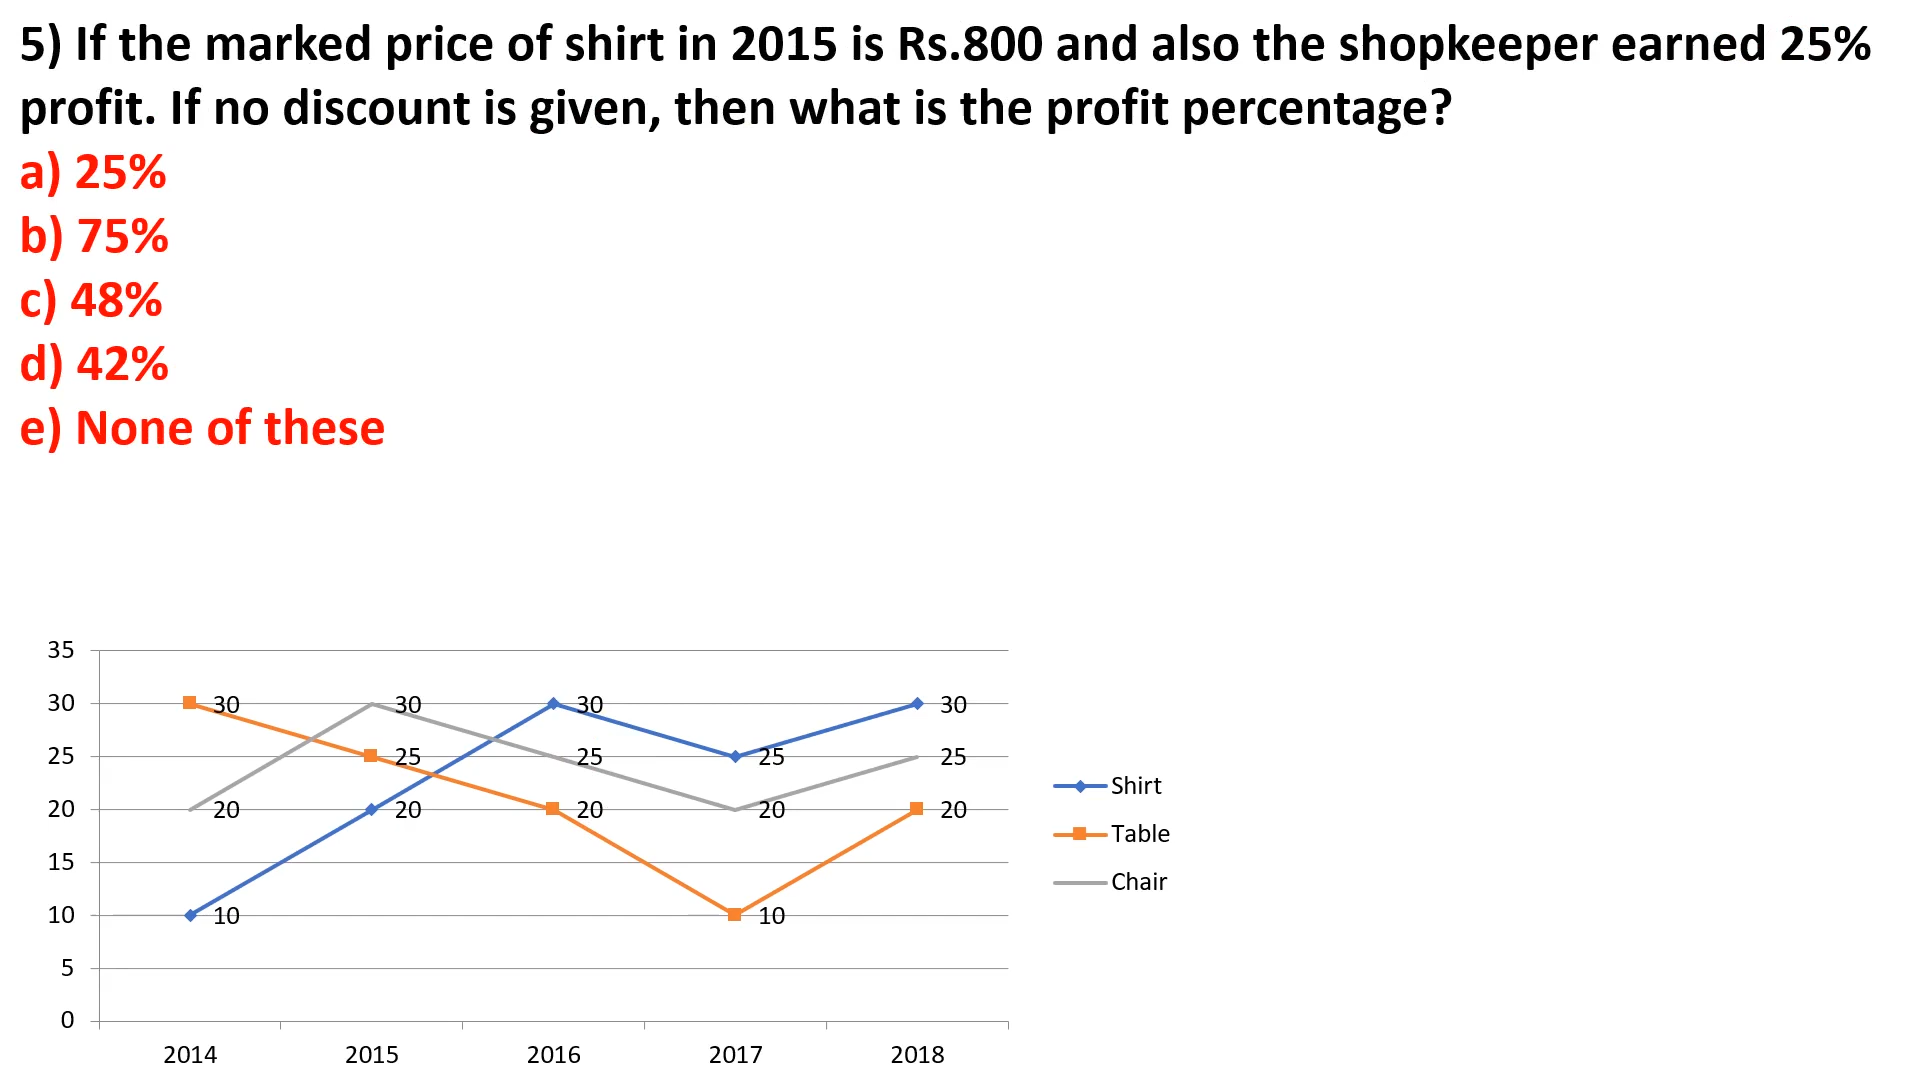 5) If the marked price of shirt in 2015 is Rs.800 and also the shopkeeper earned 25%
profit. If no discount is given, then what is the profit percentage?
a) 25%
b) 75%
c) 48%
d) 42%
e) None of these
35
30 30 30 30 30
25 25 25 25 25
20 20 20 20 20 20
15
10 10 10
5
0
Shirt
Table
Chair
2014 2015 2016 2017 2018